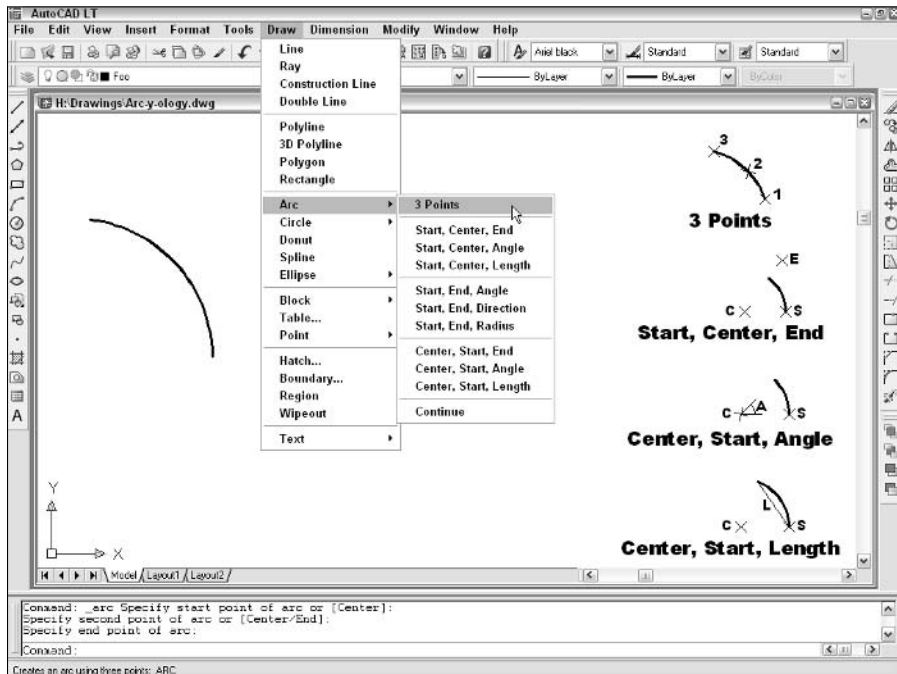 AutoCAD LT
File Edit View Insert Format Tools Draw Dimension Modify Window Help
Arial black Standard Standard
Foo ByLayer ByLayer ByColor
H:\Drawings\Arc-y-ology.dwg
Line
Ray
Construction Line
Double Line
Polyline
3D Polyline
Polygon
Rectangle
Arc
Circle
Donut
Spline
Ellipse
Block
Table...
Point
Hatch...
Boundary...
Region
Wipeout
Text
3 Points
Start, Center, End
Start, Center, Angle
Start, Center, Length
Start, End, Angle
Start, End, Direction
Start, End, Radius
Center, Start, End
Center, Start, Angle
Center, Start, Length
Continue
3
2
1
3 Points
E
C S
Start, Center, End
C A S
Center, Start, Angle
L
C S
Center, Start, Length
A
Y
X
Model Layout1 Layout2
Command: _arc Specify start point of arc or [Center]:
Specify second point of arc or [Center/End]:
Specify end point of arc:
Command:
Creates an arc using three points: ARC